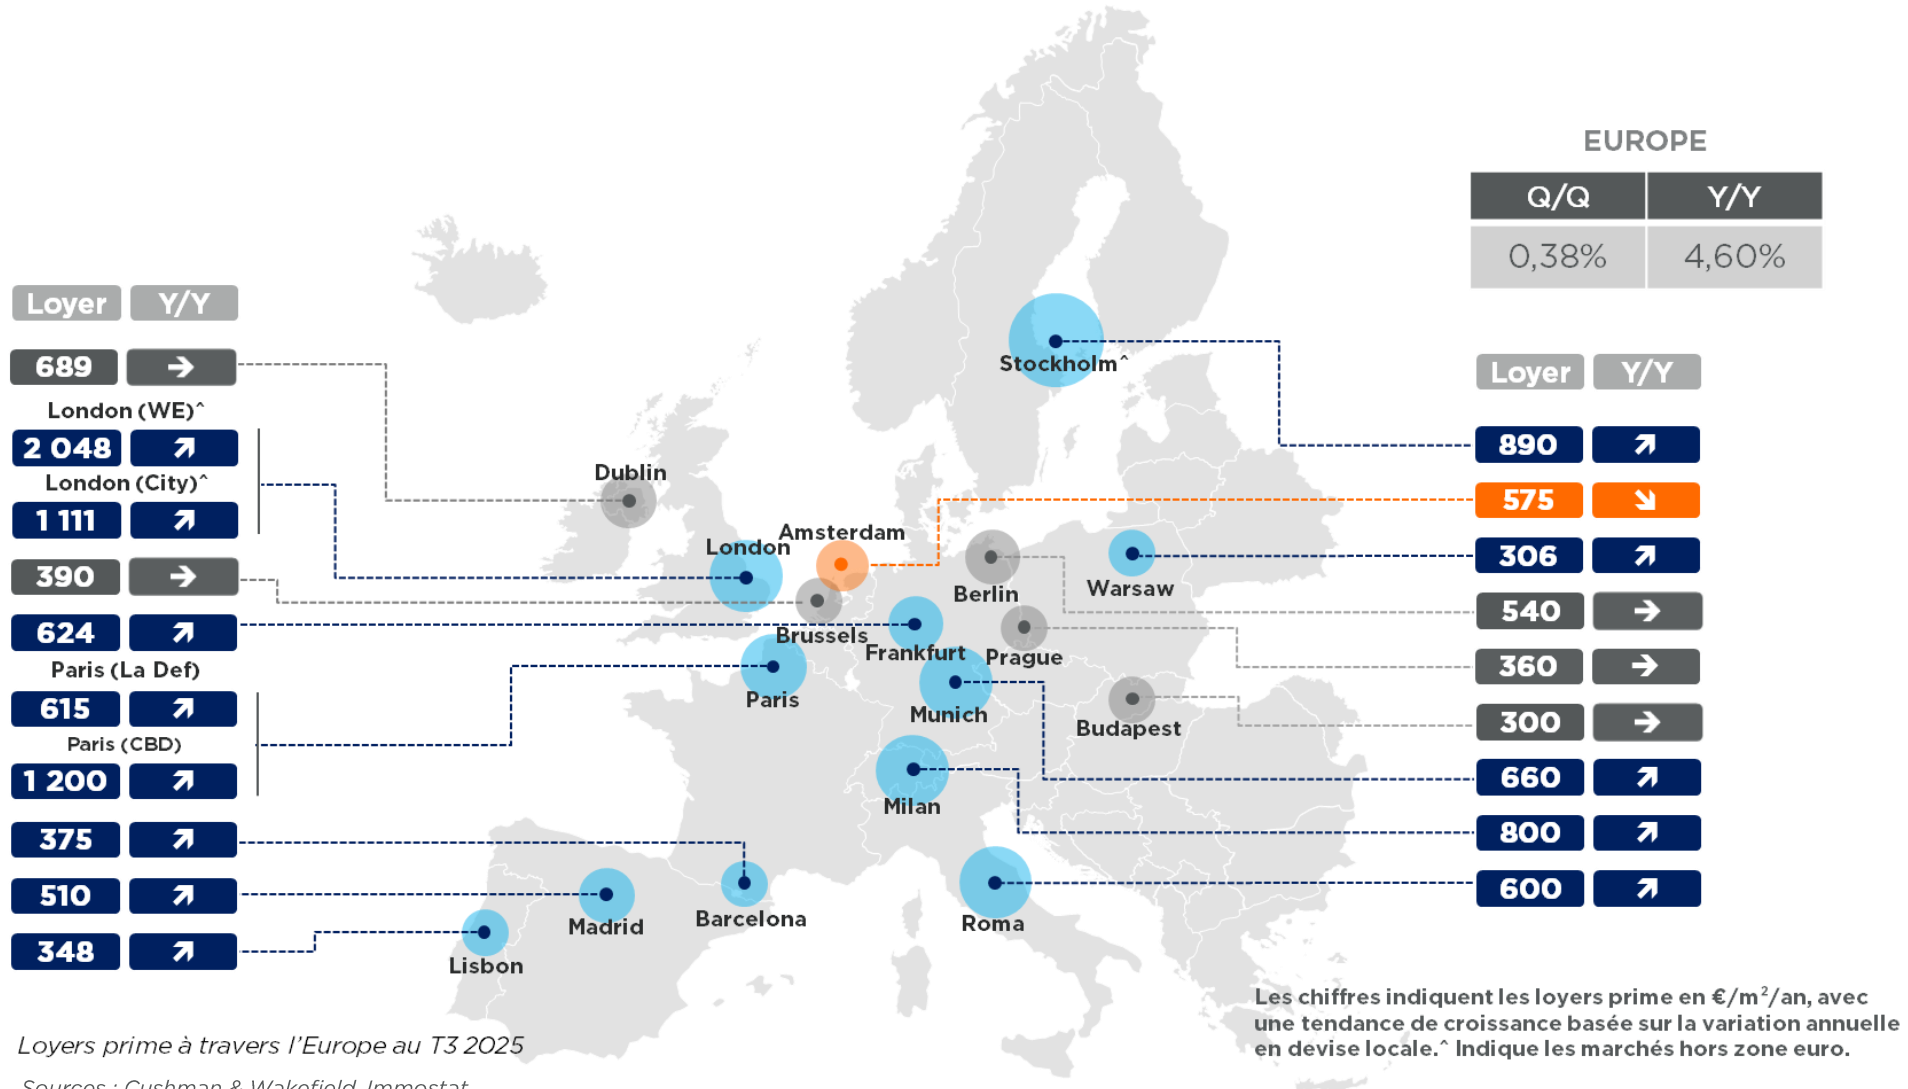 EUROPE
Q/Q Y/Y
0,38% 4,60%
Loyer Y/Y
689
London (WE)^
2 048
London (City)^
1 111
390
624
Paris (La Def)
615
Paris (CBD)
1 200
375
510
348
Stockholm^
Dublin
Amsterdam
London
Berlin
Warsaw
Brussels
Frankfurt
Prague
Paris
Munich
Budapest
Milan
Madrid
Barcelona
Roma
Lisbon
Loyer Y/Y
890
575
306
540
360
300
660
800
600
Les chiffres indiquent les loyers prime en €/m²/an, avec
une tendance de croissance basée sur la variation annuelle
en devise locale.^ Indique les marchés hors zone euro.
Loyers prime à travers l'Europe au T3 2025
Sources : Cushman & Wakefield, Immostat